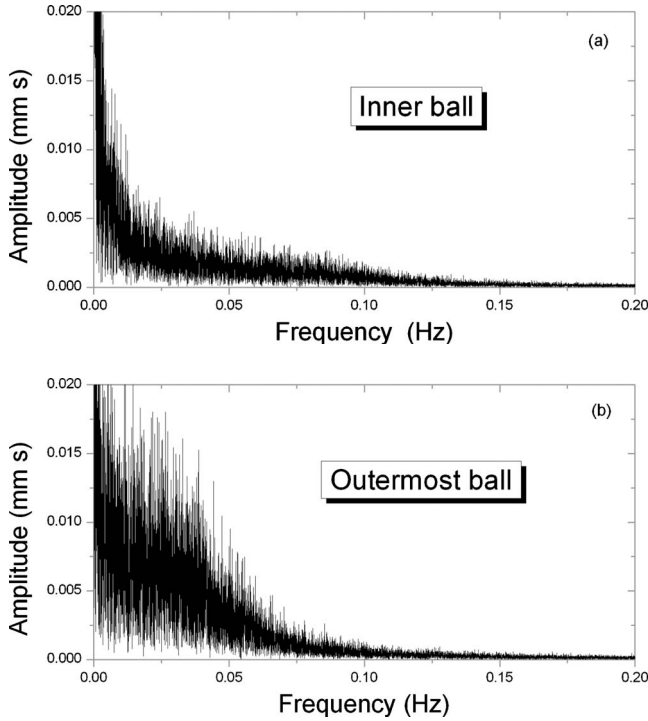 0.020
(a)
Inner ball
0.015
0.010
0.005
0.000
Amplitude (mm s)
0.00 0.05 0.10 0.15 0.20
Frequency (Hz)
0.020
(b)
Outermost ball
0.015
0.010
0.005
0.000
Amplitude (mm s)
0.00 0.05 0.10 0.15 0.20
Frequency (Hz)